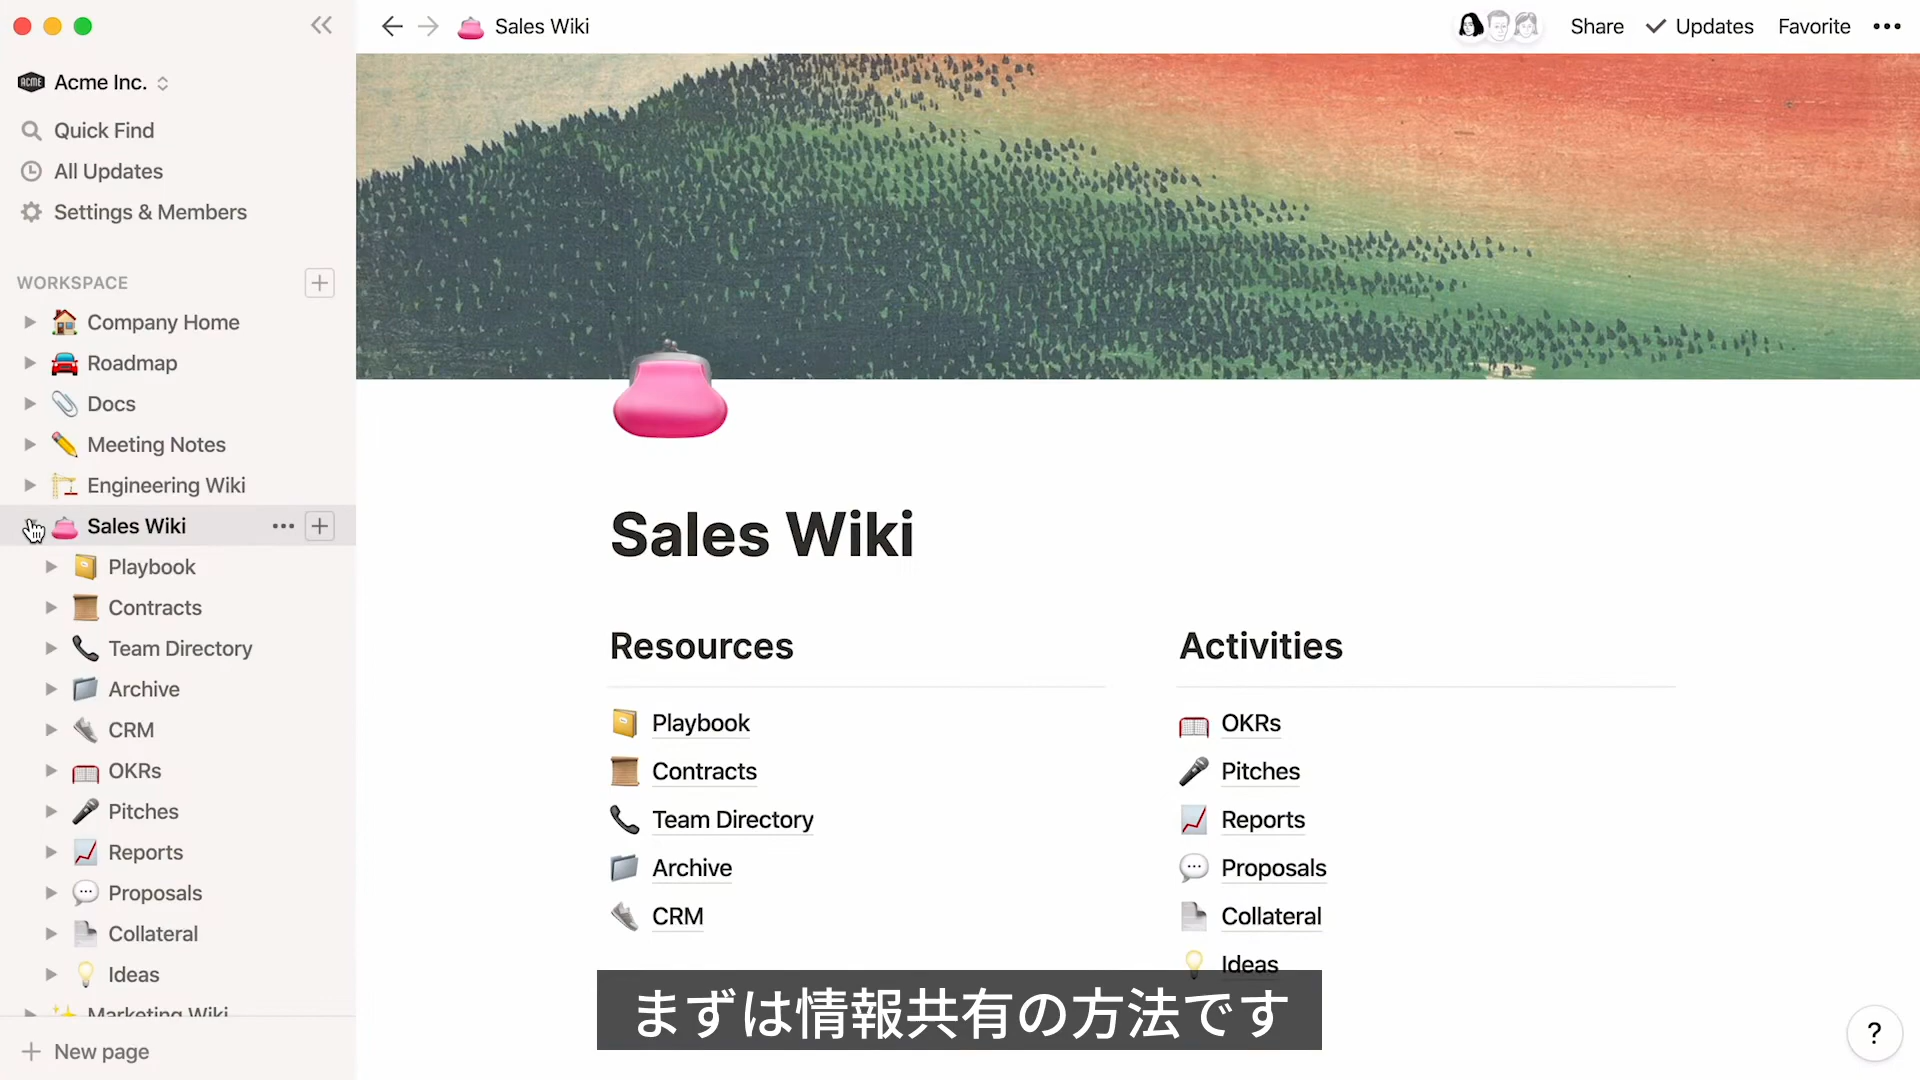 Sales Wiki
Share
Updates
Favorite
ACME
Acme Inc.
Quick Find
All Updates
Settings & Members
WORKSPACE
Company Home
Roadmap
Docs
Meeting Notes
Engineering Wiki
Sales Wiki
Playbook
Contracts
Team Directory
Archive
CRM
OKRs
Pitches
Reports
Proposals
Collateral
Ideas
Marketing Wiki
New page
Sales Wiki
Resources
Playbook
Contracts
Team Directory
Archive
CRM
Activities
OKRs
Pitches
Reports
Proposals
Collateral
Ideas
まずは情報共有の方法です
?